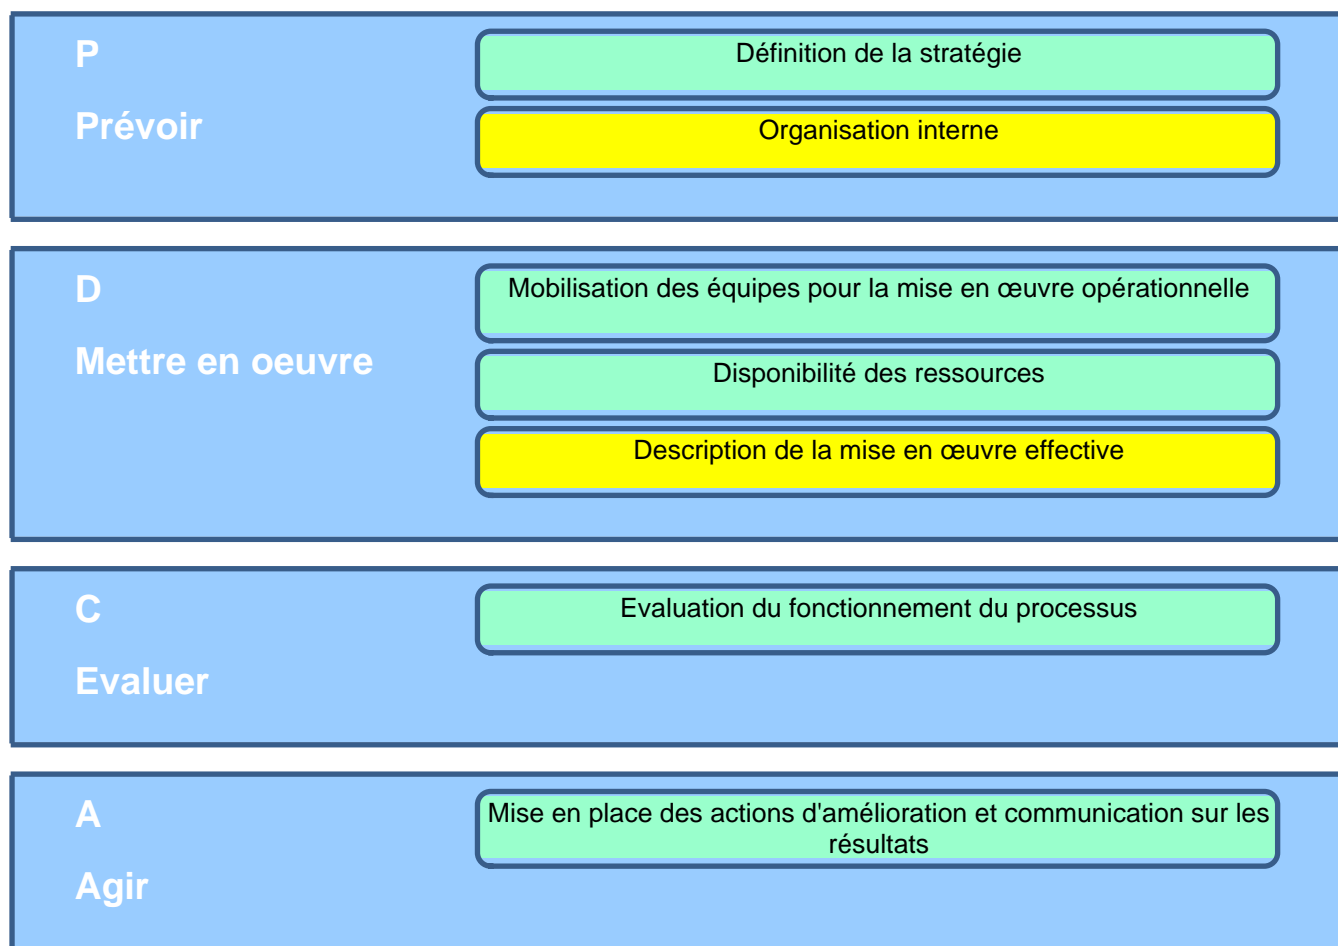 P
Prévoir
Définition de la stratégie
Organisation interne
D
Mettre en oeuvre
Mobilisation des équipes pour la mise en œuvre opérationnelle
Disponibilité des ressources
Description de la mise en œuvre effective
C
Evaluer
Evaluation du fonctionnement du processus
A
Agir
Mise en place des actions d'amélioration et communication sur les
résultats